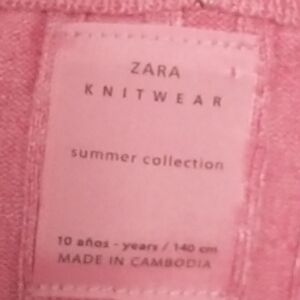 ZARA
KNITWEAR
summer collection
10 años - years / 140 cm
MADE IN CAMBODIA